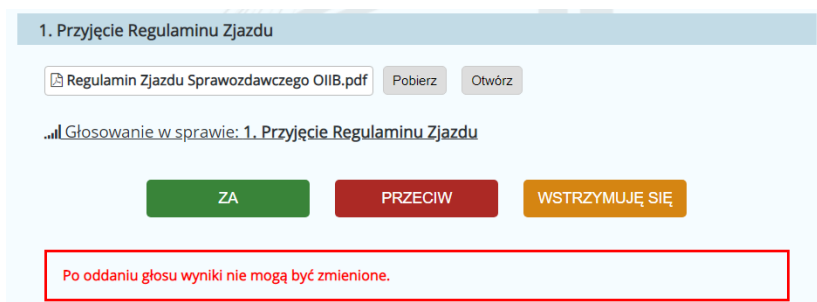 1. Przyjęcie Regulaminu Zjazdu
Regulamin Zjazdu Sprawozdawczego OIIB.pdf Pobierz Otwórz
Głosowanie w sprawie: 1. Przyjęcie Regulaminu Zjazdu
ZA PRZECIW WSTRZYMUJĘ SIĘ
Po oddaniu głosu wyniki nie mogą być zmienione.